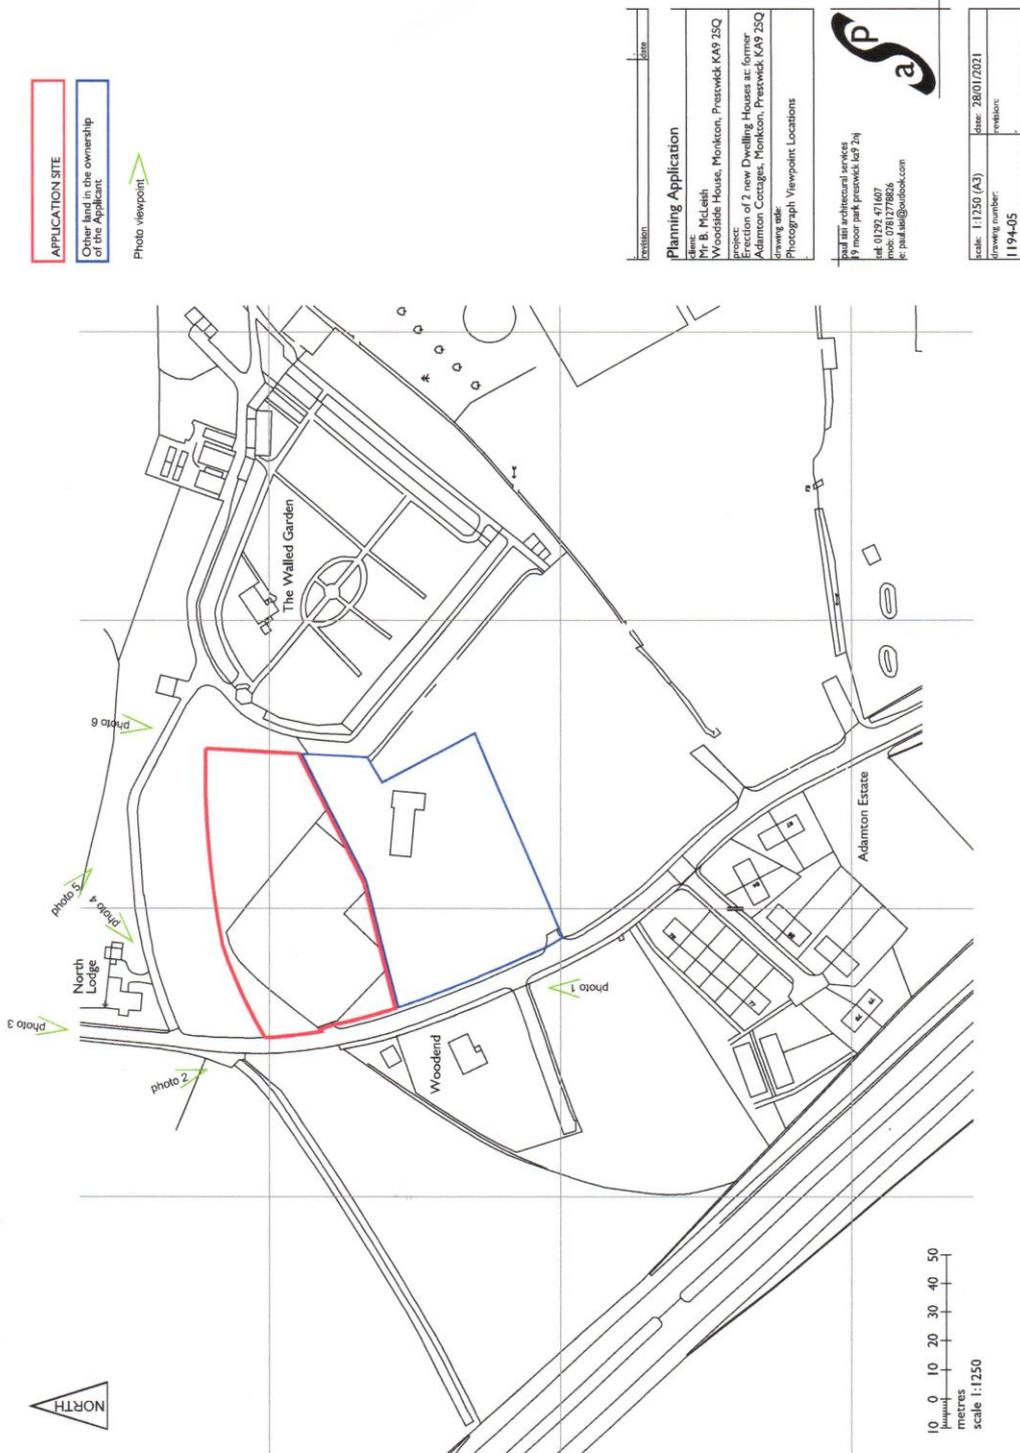 APPLICATION SITE
Other land in the ownership
of the Applicant
Photo viewpoint
revision
date
Planning Application
client:
Mr B. McLeish
Woodside House, Monkton, Prestwick KA9 2SQ
project:
Erection of 2 new Dwelling Houses at: former
Adamton Cottages, Monkton, Prestwick KA9 2SQ
drawing title:
Photograph Viewpoint Locations
a
s
p
paul sisi architectural services
19 moor park prestwick ka9 2nj
tel: 01292 471607
mob: 07812778826
e: paul.sisi@outlook.com
scale: 1:1250 (A3)
date: 28/01/2021
drawing number:
revision:
1194-05
The Walled Garden
photo 6
photo 5
photo 4
North
Lodge
photo 3
photo 2
photo 1
Woodend
Adamton Estate
NORTH
10 0 10 20 30 40 50
metres
scale 1:1250